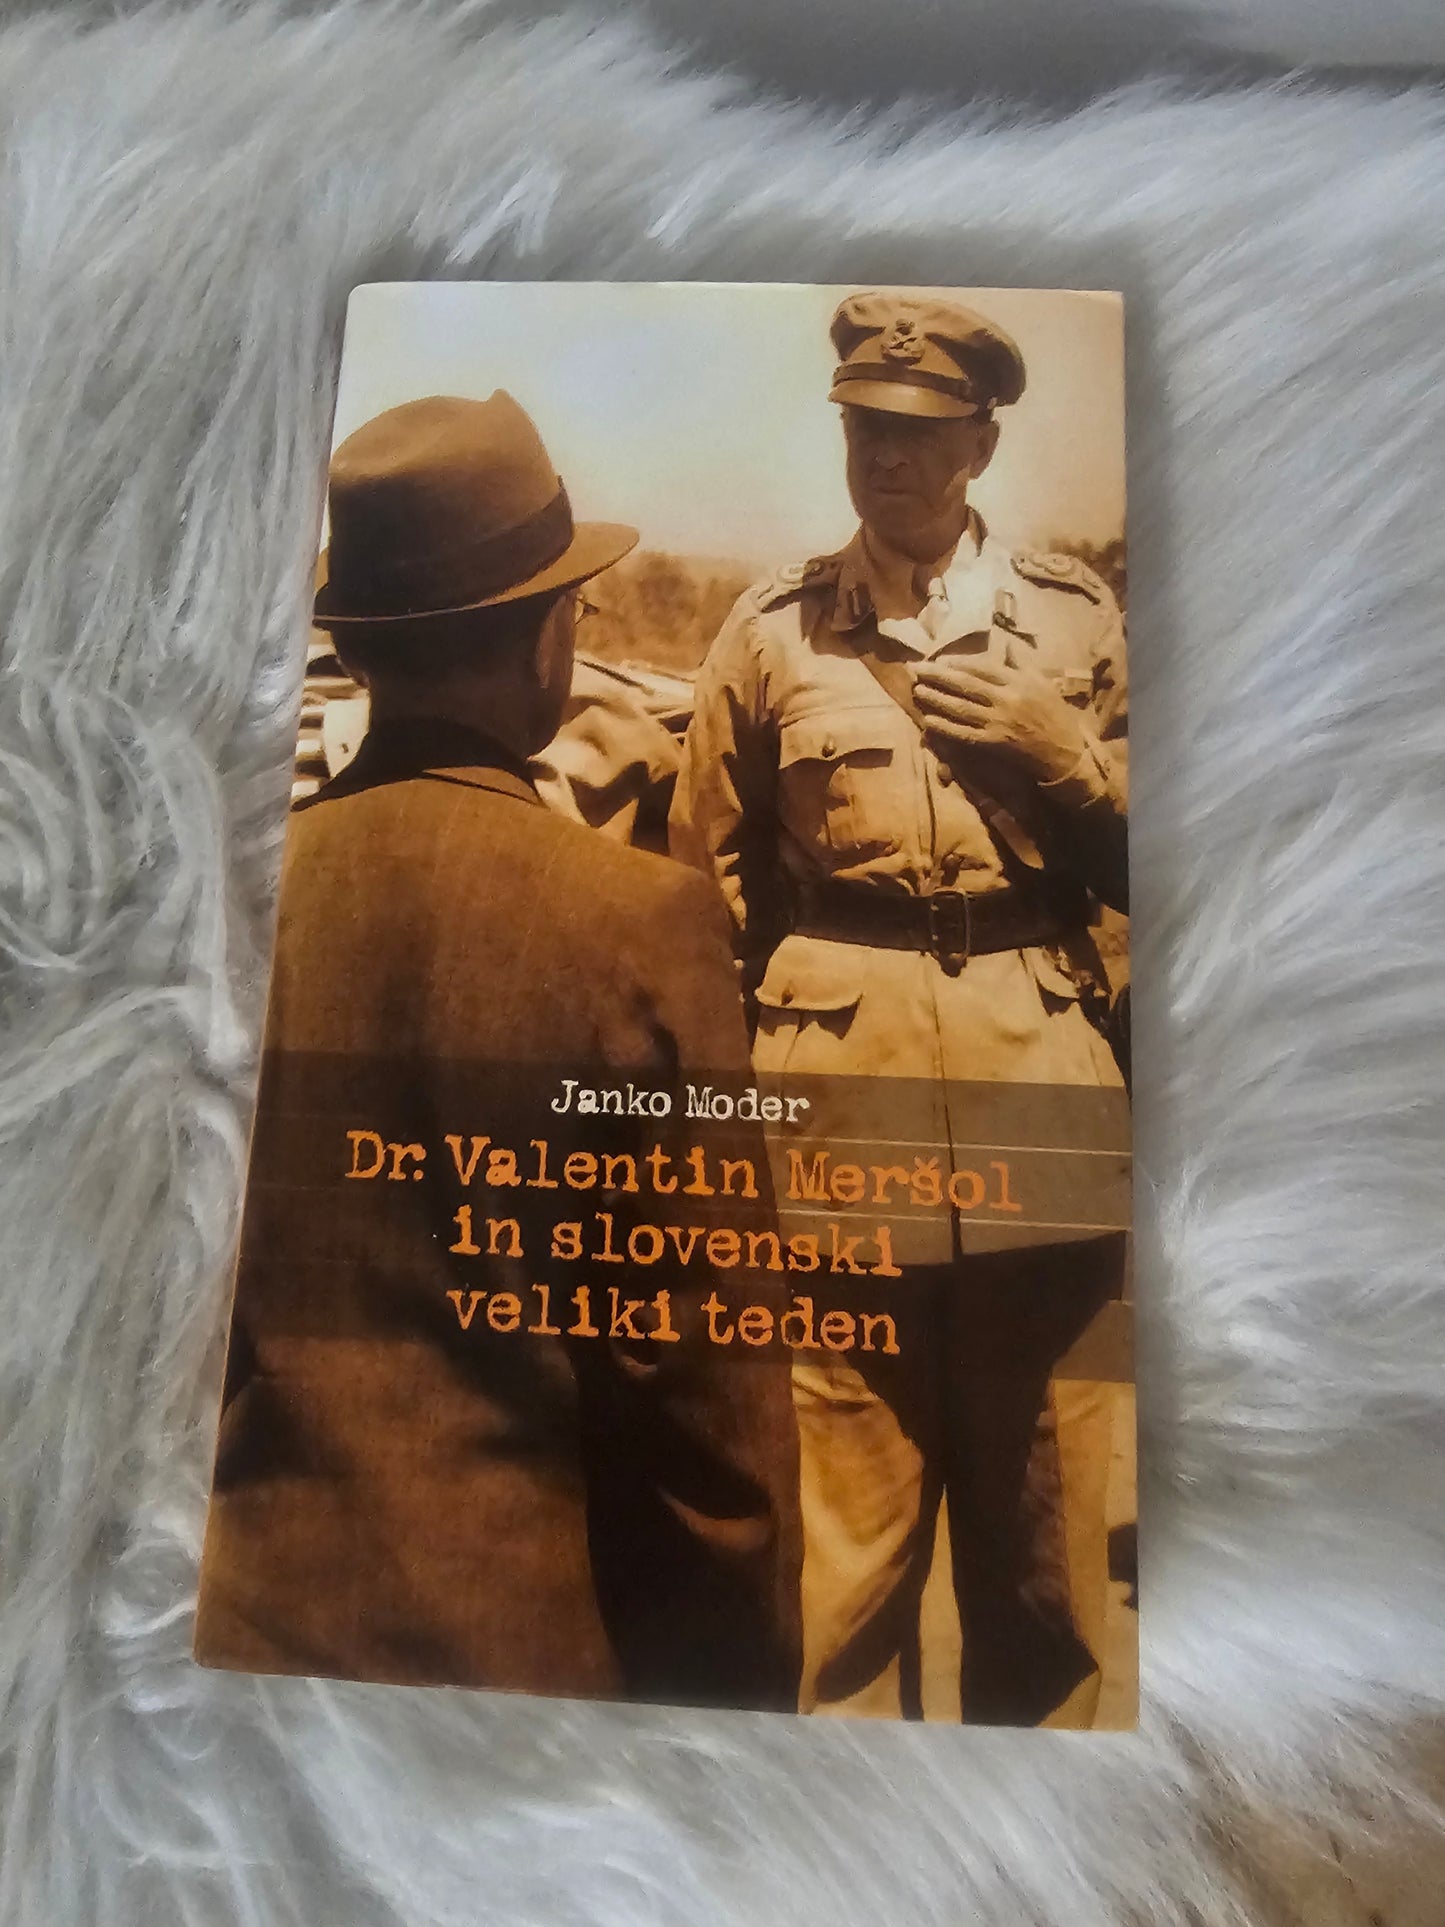 Janko Moder
Dr. Valentin Meršol
in slovenski
veliki teden